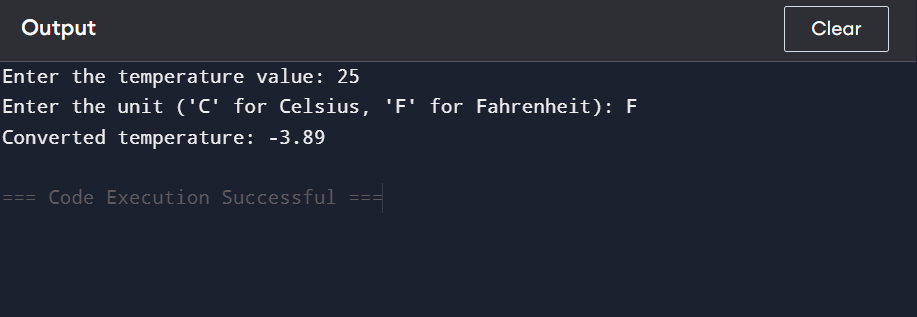 Output
Clear
Enter the temperature value: 25
Enter the unit ('C' for Celsius, 'F' for Fahrenheit): F
Converted temperature: -3.89
=== Code Execution Successful ===